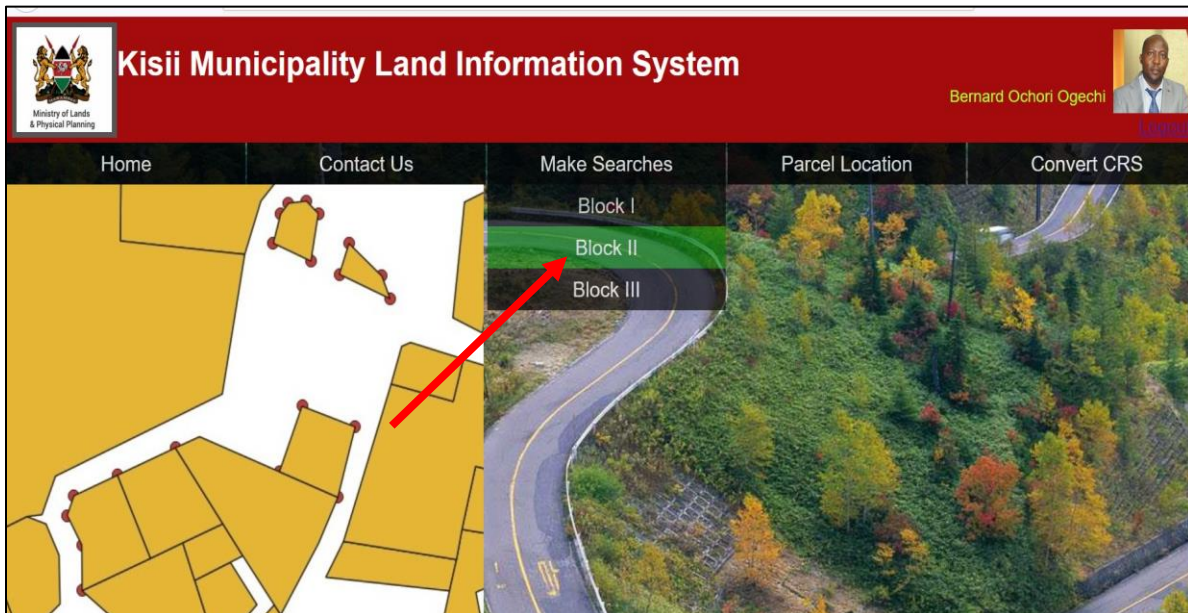 Kisii Municipality Land Information System
Ministry of Lands
& Physical Planning
Bernard Ochori Ogechi
Home
Contact Us
Make Searches
Parcel Location
Convert CRS
Block I
Block II
Block III